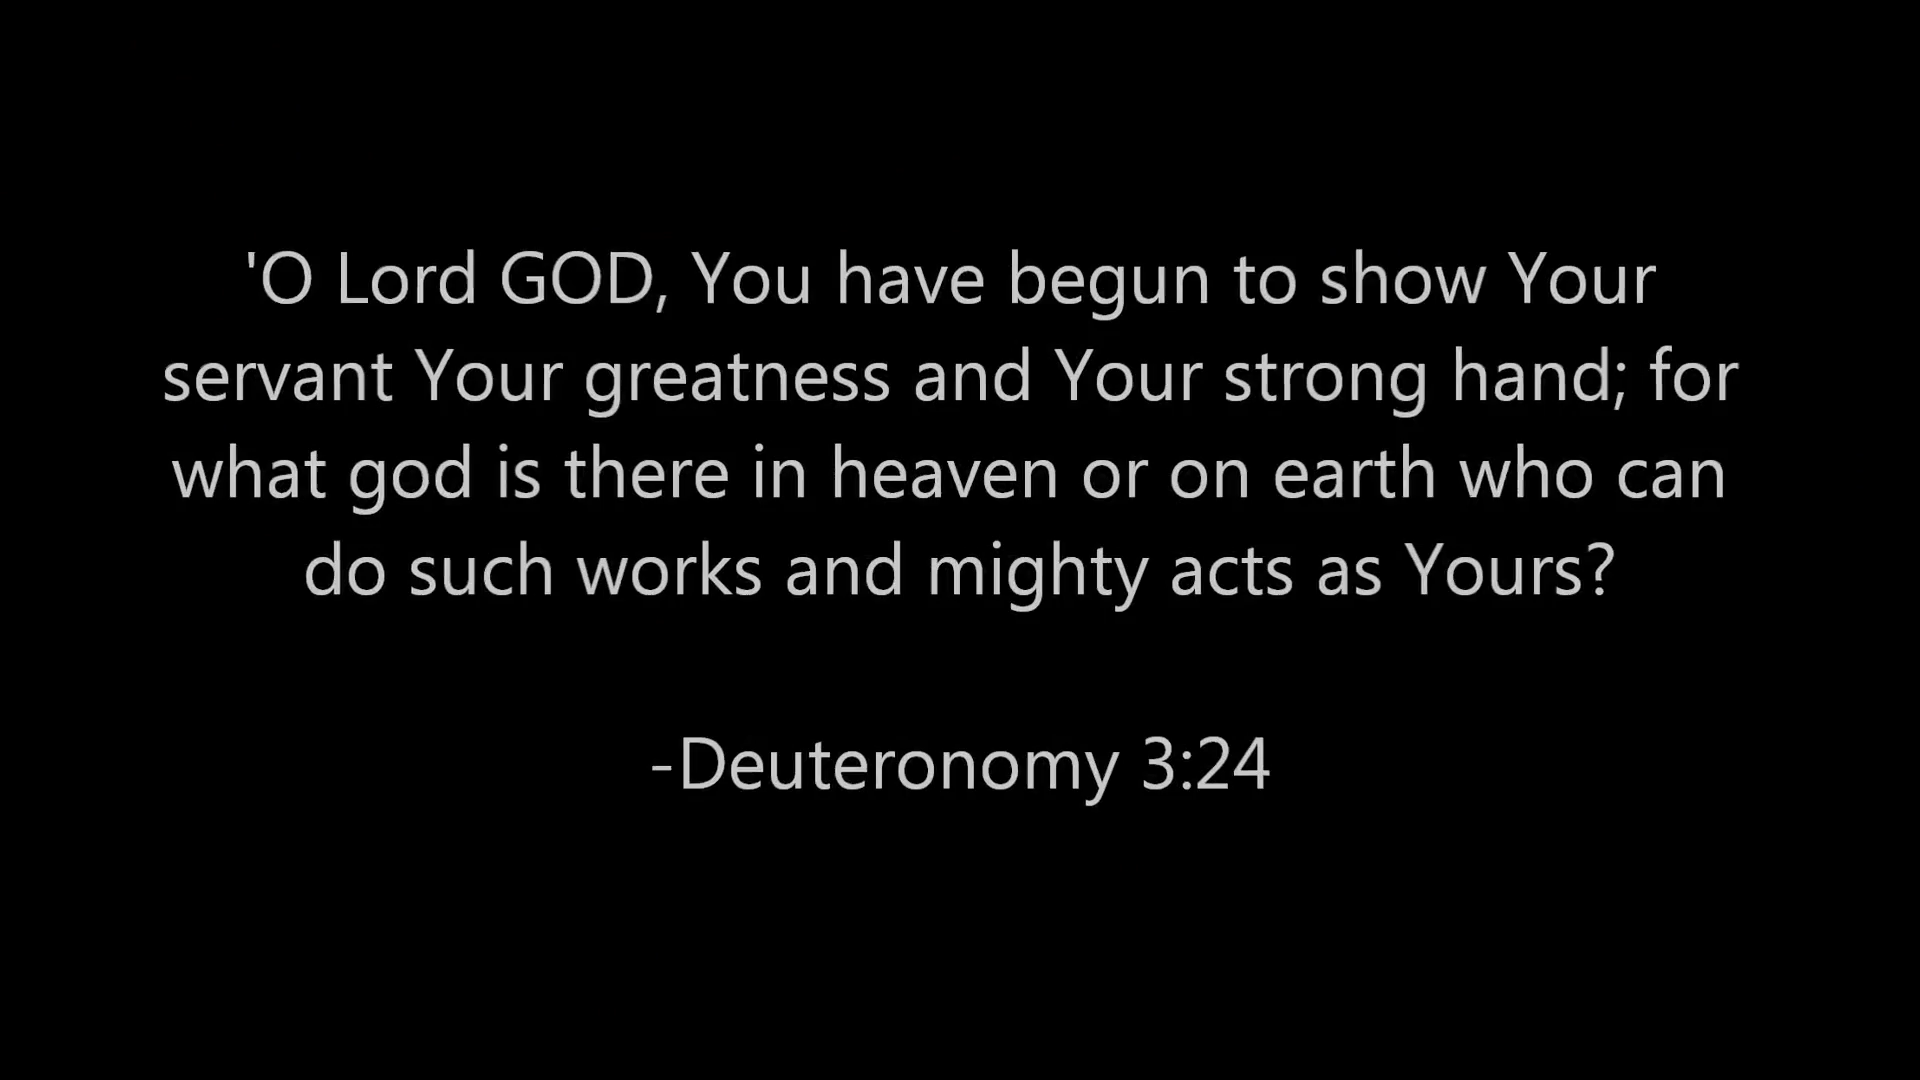 'O Lord GOD, You have begun to show Your
servant Your greatness and Your strong hand; for
what god is there in heaven or on earth who can
do such works and mighty acts as Yours?
-Deuteronomy 3:24